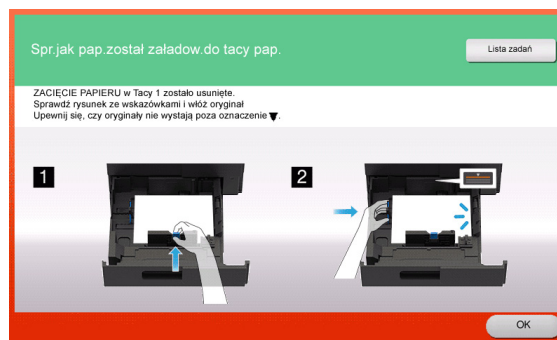 Spr.jak pap.został załadow.do tacy pap.
Lista zadań
ZACIĘCIE PAPIERU w Tacy 1 zostało usunięte.
Sprawdź rysunek ze wskazówkami i włóż oryginał
Upewnij się, czy oryginały nie wystają poza oznaczenie ▼.
1
2
OK